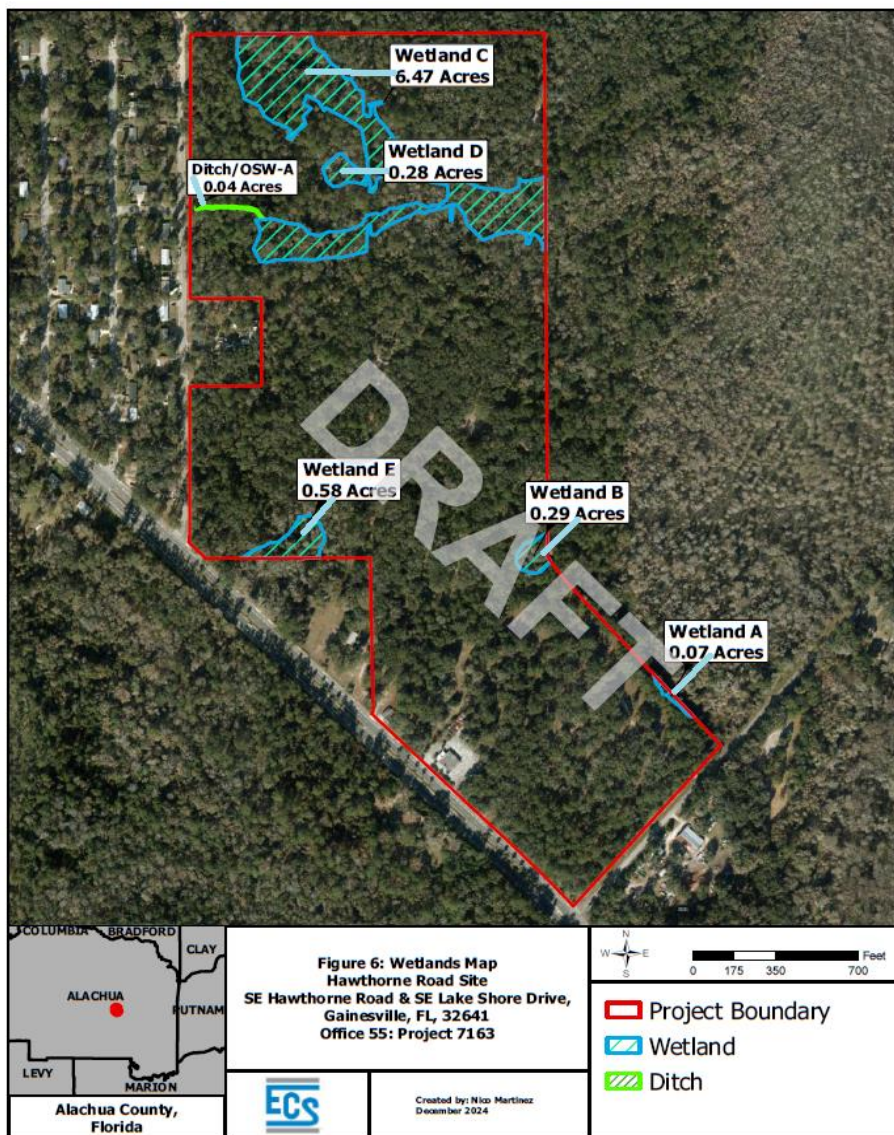 Wetland C
6.47 Acres
Wetland D
0.28 Acres
Ditch/OSW-A
0.04 Acres
DRAFT
Wetland E
0.58 Acres
Wetland B
0.29 Acres
Wetland A
0.07 Acres
COLUMBIA
BRADFORD
CLAY
ALACHUA
PUTNAM
LEVY
MARION
Alachua County,
Florida
Figure 6: Wetlands Map
Hawthorne Road Site
SE Hawthorne Road & SE Lake Shore Drive,
Gainesville, FL, 32641
Office 55: Project 7163
ECS
Created by: Nico Martinez
December 2024
N
W E
S
Feet
0 175 350 700
Project Boundary
Wetland
Ditch